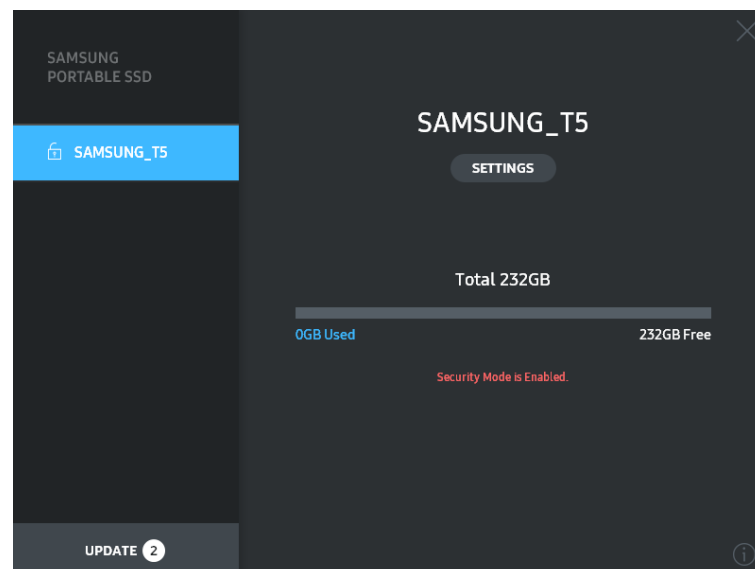 SAMSUNG
PORTABLE SSD
SAMSUNG_T5
SAMSUNG_T5
SETTINGS
Total 232GB
0GB Used
232GB Free
Security Mode is Enabled.
UPDATE 2